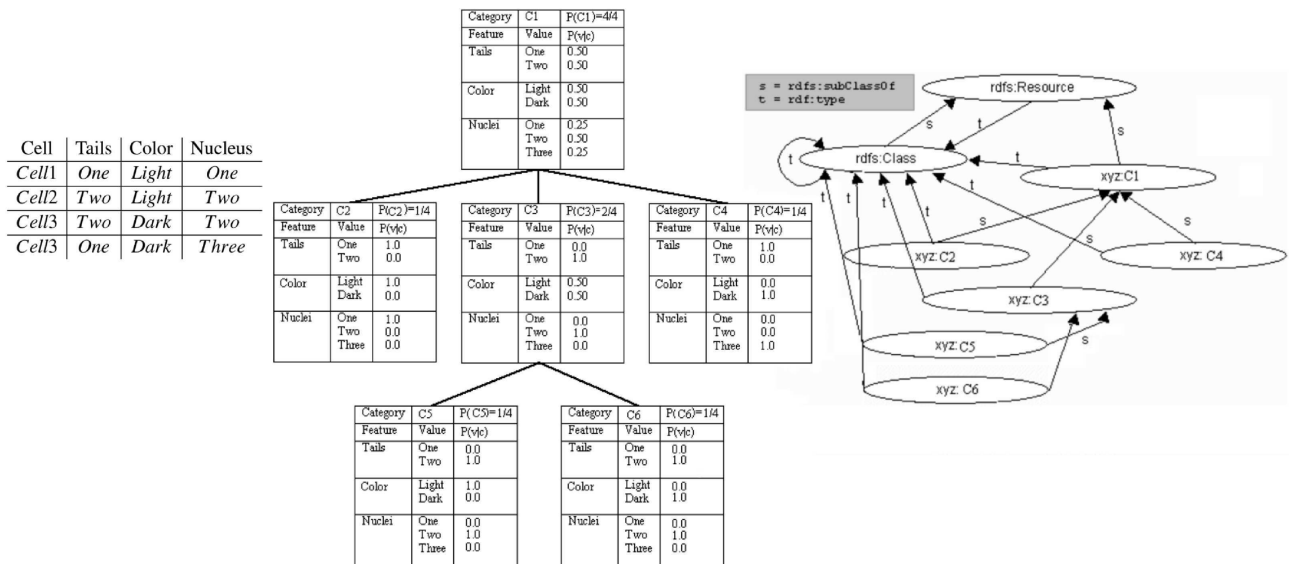 Cell Tails Color Nucleus
Cell1 One Light One
Cell2 Two Light Two
Cell3 Two Dark Two
Cell3 One Dark Three
Category C1 P(C1)=4/4
Feature Value P(v|c)
Tails One 0.50
Two 0.50
Color Light 0.50
Dark 0.50
Nuclei One 0.25
Two 0.50
Three 0.25
Category C2 P(C2)=1/4
Feature Value P(v|c)
Tails One 1.0
Two 0.0
Color Light 1.0
Dark 0.0
Nuclei One 1.0
Two 0.0
Three 0.0
Category C3 P(C3)=2/4
Feature Value P(v|c)
Tails One 0.0
Two 1.0
Color Light 0.50
Dark 0.50
Nuclei One 0.0
Two 1.0
Three 0.0
Category C4 P(C4)=1/4
Feature Value P(v|c)
Tails One 1.0
Two 0.0
Color Light 0.0
Dark 1.0
Nuclei One 0.0
Two 0.0
Three 1.0
Category C5 P(C5)=1/4
Feature Value P(v|c)
Tails One 0.0
Two 1.0
Color Light 1.0
Dark 0.0
Nuclei One 0.0
Two 1.0
Three 0.0
Category C6 P(C6)=1/4
Feature Value P(v|c)
Tails One 0.0
Two 1.0
Color Light 0.0
Dark 1.0
Nuclei One 0.0
Two 1.0
Three 0.0
s = rdfs:subClassOf
t = rdf:type
rdfs:Resource
s
t
s
t
rdfs:Class
t
xyz:C1
t
t
t
t
s
s
s
xyz:C2
xyz:C4
xyz:C3
xyz:C5
s
xyz: C6